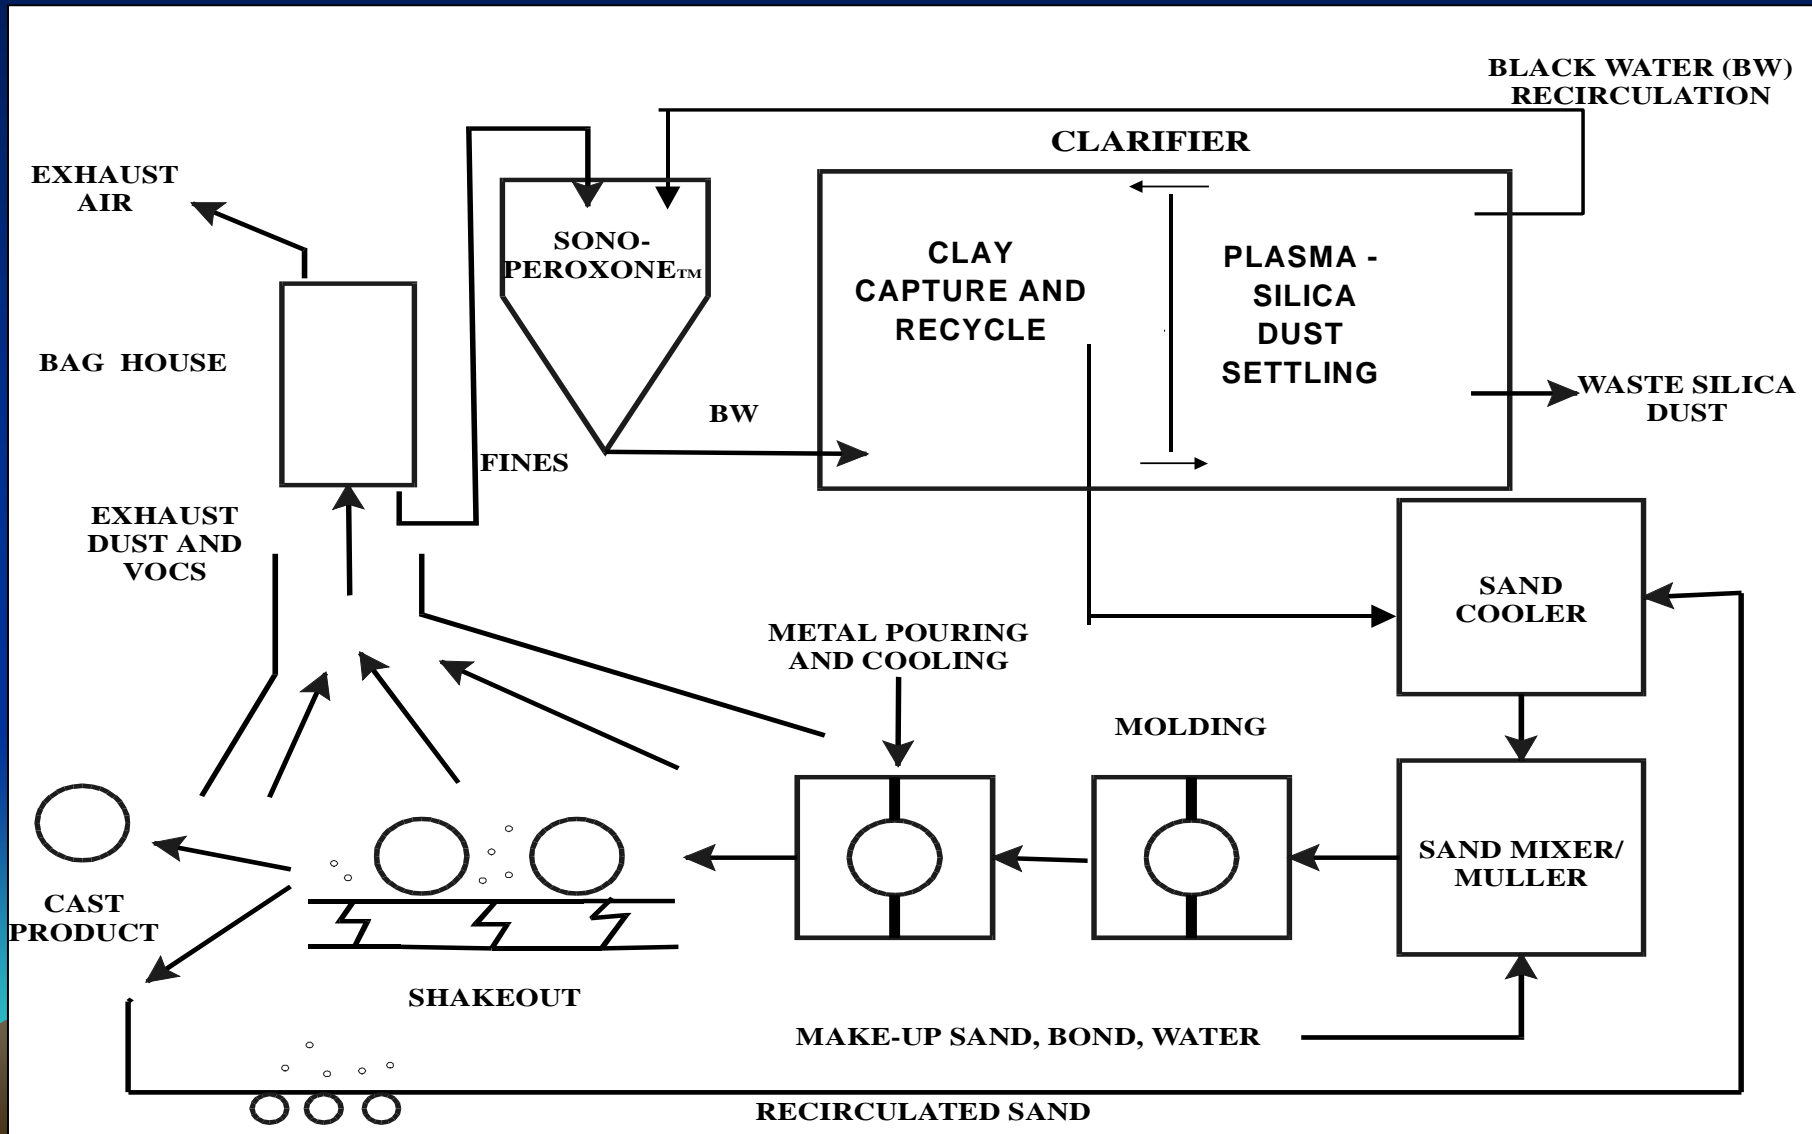 BLACK WATER (BW)
RECIRCULATION
CLARIFIER
EXHAUST
AIR
SONO-
PEROXONE™
CLAY
CAPTURE AND
RECYCLE
PLASMA -
SILICA
DUST
SETTLING
BAG HOUSE
WASTE SILICA
DUST
BW
FINES
EXHAUST
DUST AND
VOCS
SAND
COOLER
METAL POURING
AND COOLING
MOLDING
SAND MIXER/
MULLER
CAST
PRODUCT
SHAKEOUT
MAKE-UP SAND, BOND, WATER
RECIRCULATED SAND